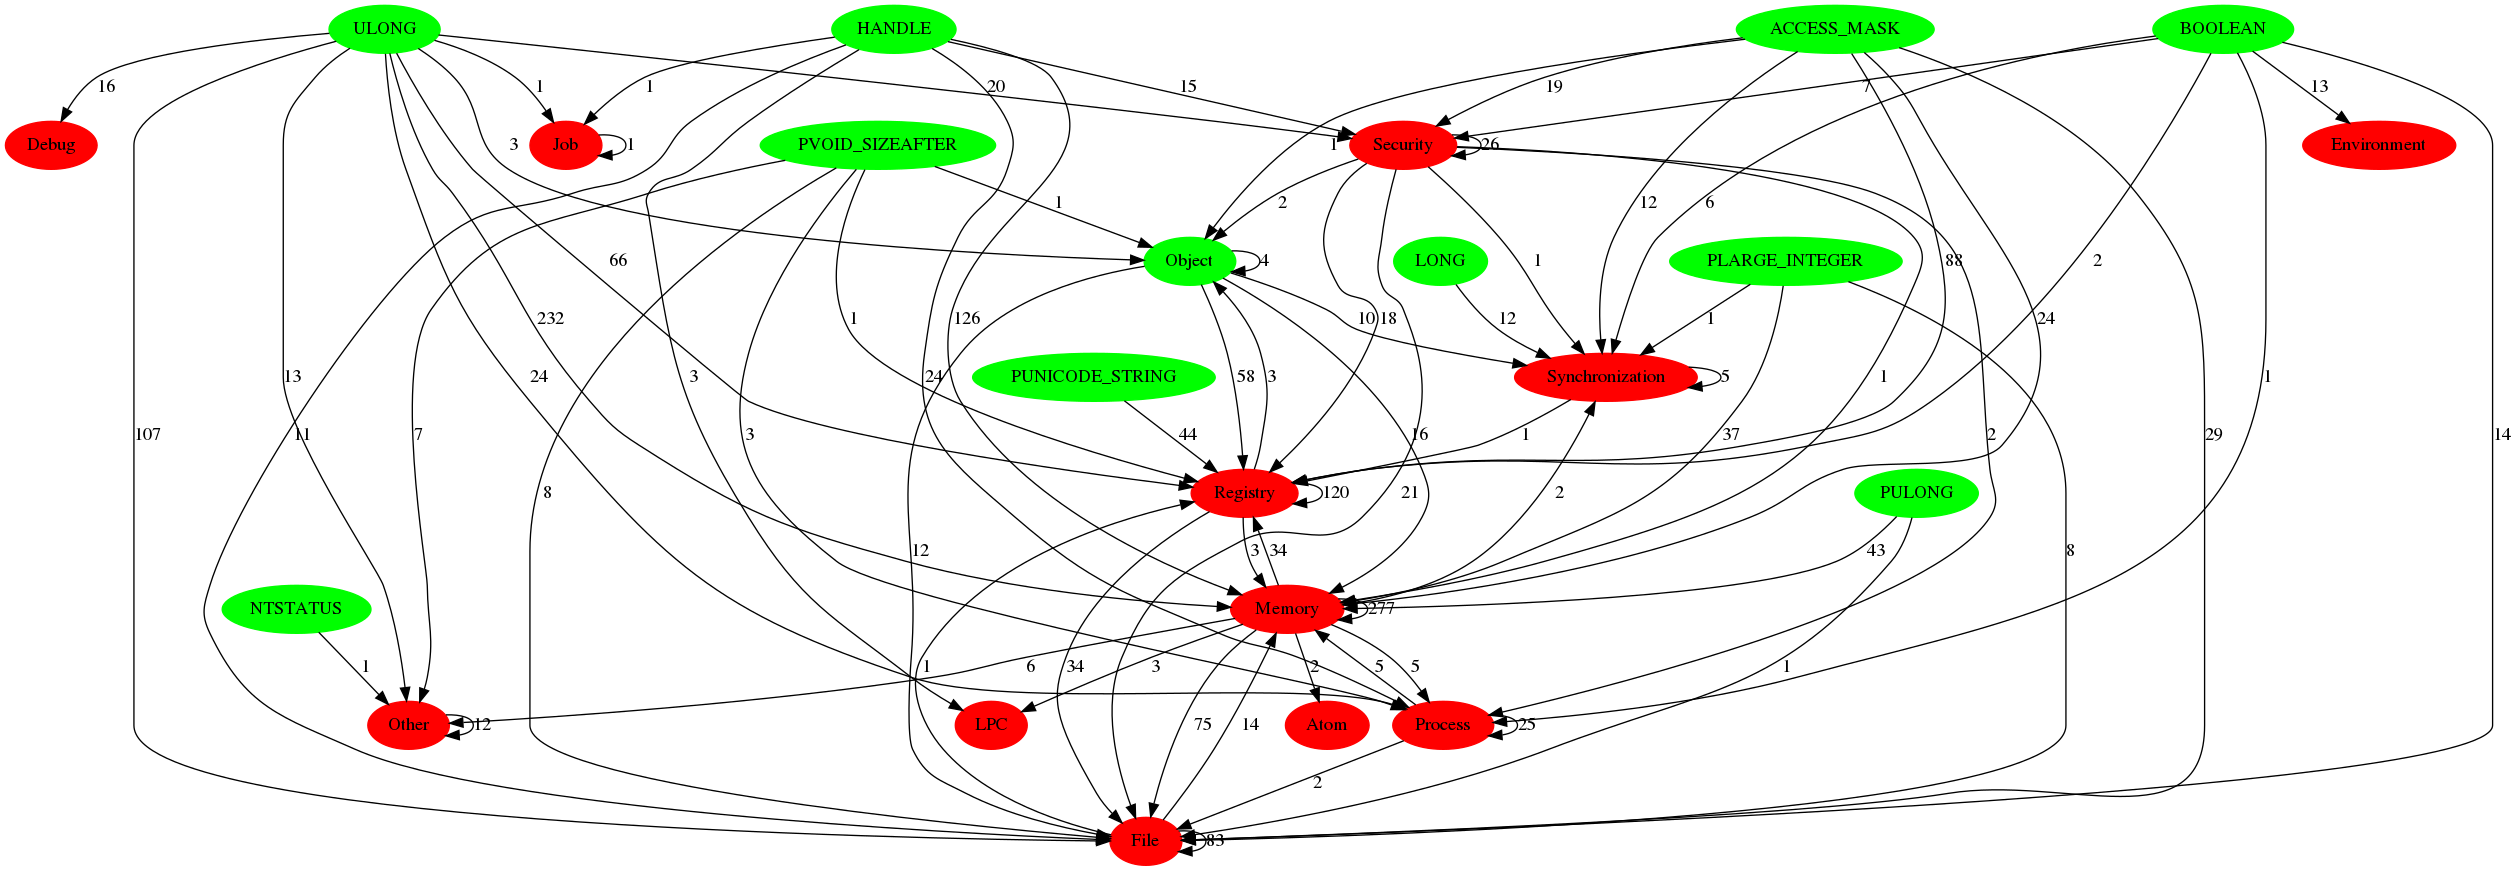 ULONG HANDLE ACCESS_MASK BOOLEAN
16 1 1 20 15 19 7 13
Debug Job 1 PVOID_SIZEAFTER 3 1 Security 26 Environment
1 2 12 6
66 Object 4 LONG 1 PLARGE_INTEGER 88 2
232 1 126 10 18 12 1 24
13 24 3 24 PUNICODE_STRING 58 3 Synchronization 5 1
107 11 7 3 44 16 1 37 1 2 29 14
8 Registry 120 21 2 PULONG
12 3 34 43 8
NTSTATUS Memory 277
1 6 1 34 3 2 5 5 1
Other 12 LPC 75 14 Atom Process 25
2
File 83